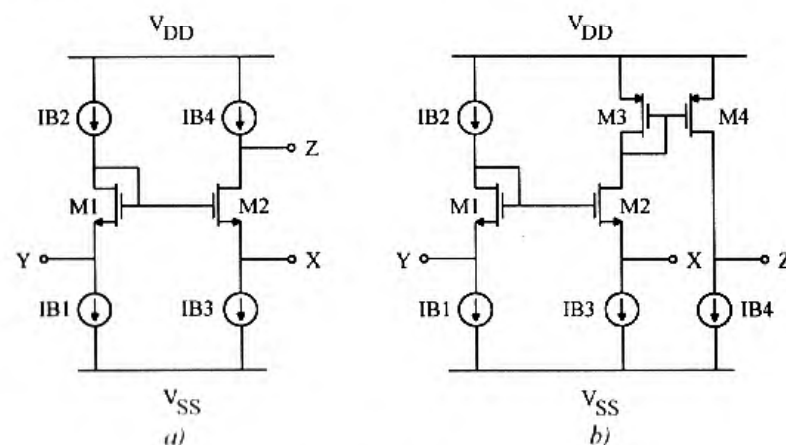 VDD
IB2
IB4
Z
M1
M2
Y
X
IB1
IB3
VSS
a)
VDD
IB2
M3
M4
M1
M2
Y
X
Z
IB1
IB3
IB4
VSS
b)